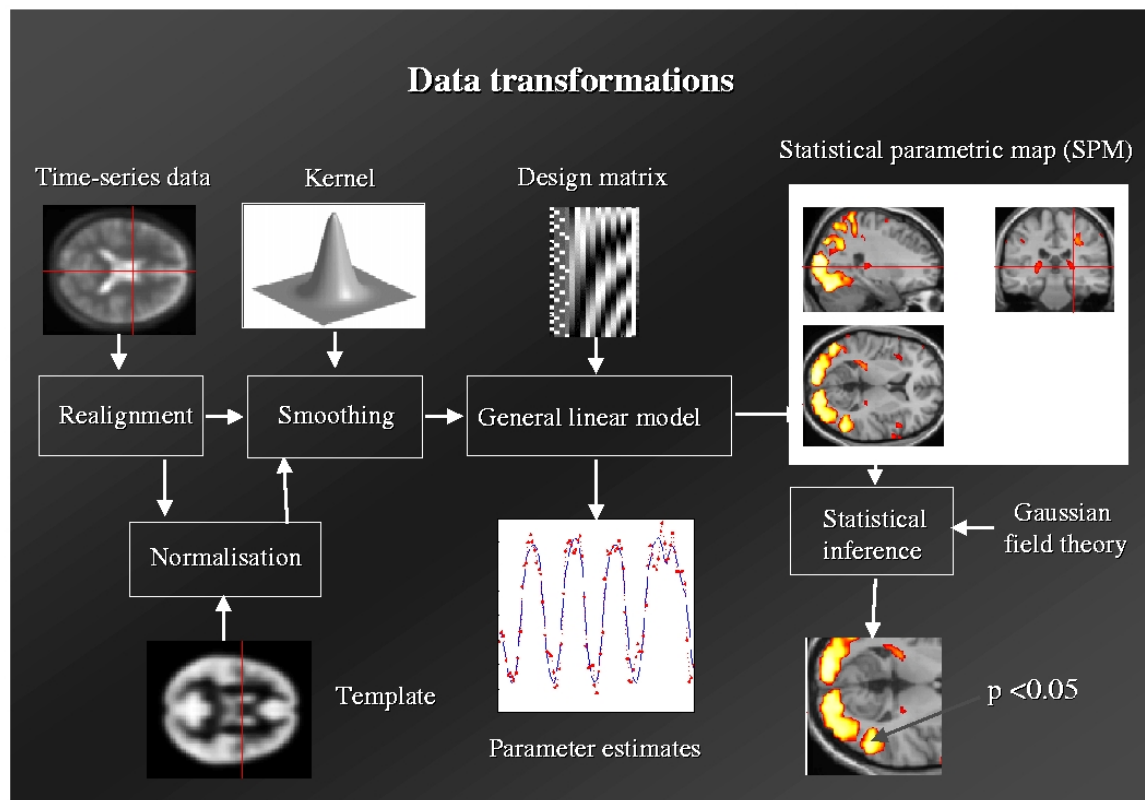 Data transformations
Statistical parametric map (SPM)
Time-series data
Kernel
Design matrix
Realignment
Smoothing
General linear model
Normalisation
Statistical
inference
Gaussian
field theory
Template
Parameter estimates
p <0.05